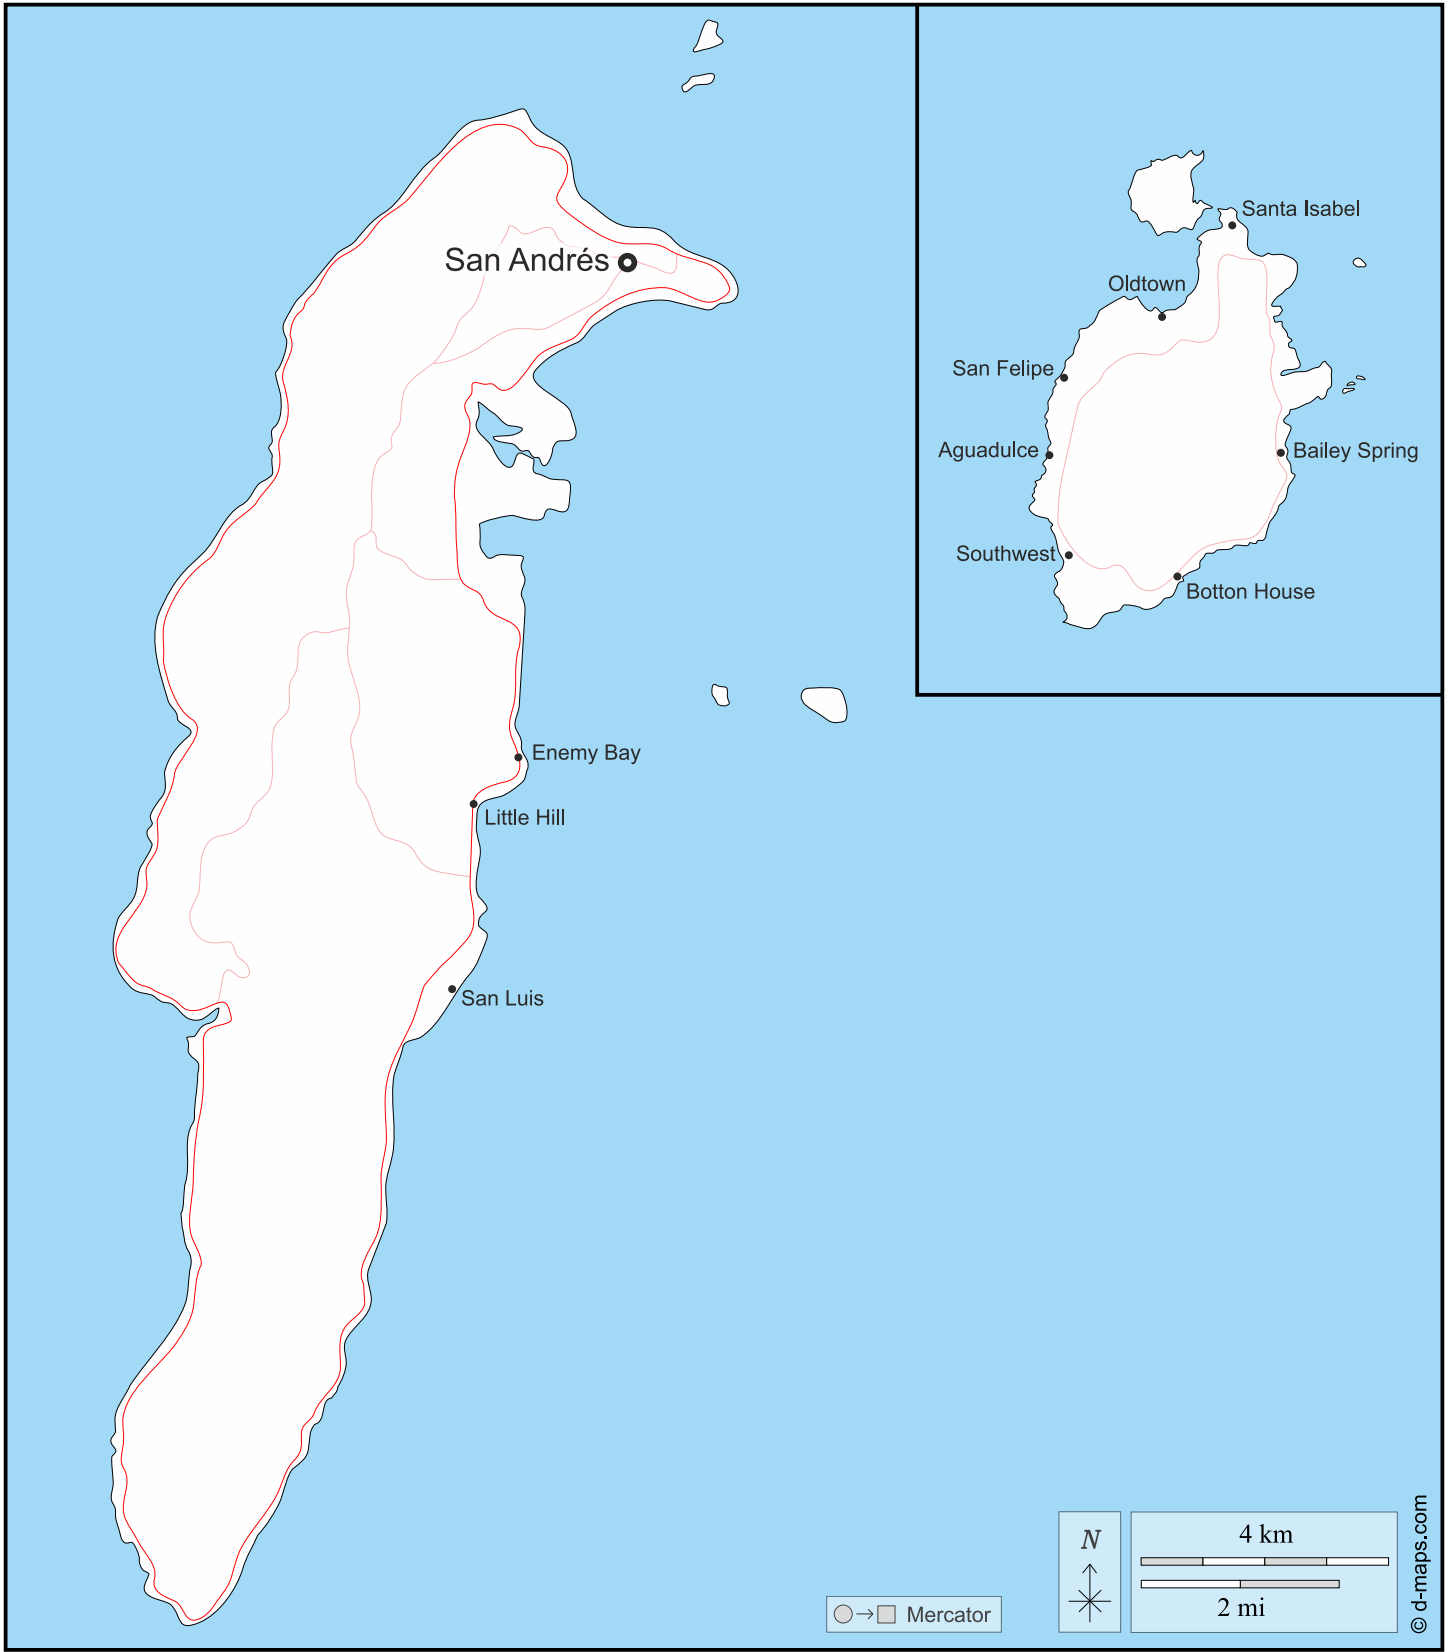 Santa Isabel
San Andrés
Oldtown
San Felipe
Aguadulce
Bailey Spring
Southwest
Botton House
Enemy Bay
Little Hill
San Luis
N
4 km
2 mi
Mercator
© d-maps.com